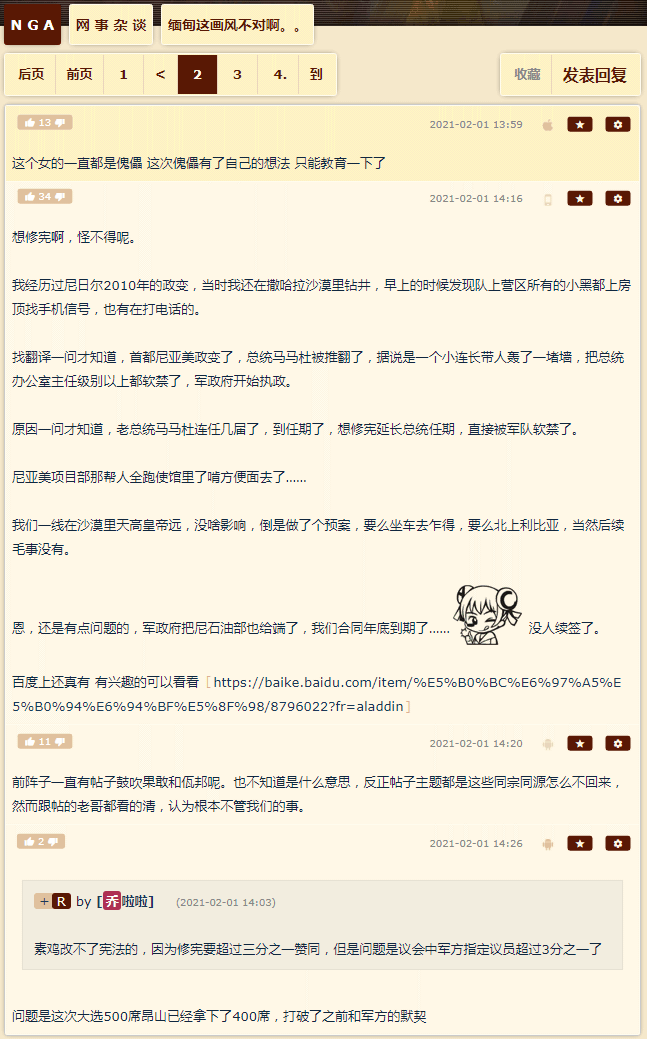 NGA 网事杂谈 缅甸这画风不对啊。。
后页 前页 1 < 2 3 4. 到 收藏 发表回复
13 2021-02-01 13:59
这个女的一直都是傀儡 这次傀儡有了自己的想法 只能教育一下了
34 2021-02-01 14:16
想修宪啊，怪不得呢。
我经历过尼日尔2010年的政变，当时我还在撒哈拉沙漠里钻井，早上的时候发现队上营区所有的小黑都上房
顶找手机信号，也有在打电话的。
找翻译一问才知道，首都尼亚美政变了，总统马马杜被推翻了，据说是一个小连长带人轰了一堵墙，把总统
办公室主任级别以上都软禁了，军政府开始执政。
原因一问才知道，老总统马马杜连任几届了，到任期了，想修宪延长总统任期，直接被军队软禁了。
尼亚美项目部那帮人全跑使馆里了啃方便面去了......
我们一线在沙漠里天高皇帝远，没啥影响，倒是做了个预案，要么坐车去乍得，要么北上利比亚，当然后续
毛事没有。
恩，还是有点问题的，军政府把尼石油部也给端了，我们合同年底到期了...... 没人续签了。
百度上还真有 有兴趣的可以看看 [https://baike.baidu.com/item/%E5%B0%BC%E6%97%A5%E
5%B0%94%E6%94%BF%E5%8F%98/8796022?fr=aladdin]
11 2021-02-01 14:20
前阵子一直有帖子鼓吹果敢和佤邦呢。也不知道是什么意思，反正帖子主题都是这些同宗同源怎么不回来，
然而跟帖的老哥都看的清，认为根本不管我们的事。
2 2021-02-01 14:26
+R by [乔啦啦] (2021-02-01 14:03)
素鸡改不了宪法的，因为修宪要超过三分之一赞同，但是问题是议会中军方指定议员超过3分之一了
问题是这次大选500席昂山已经拿下了400席，打破了之前和军方的默契